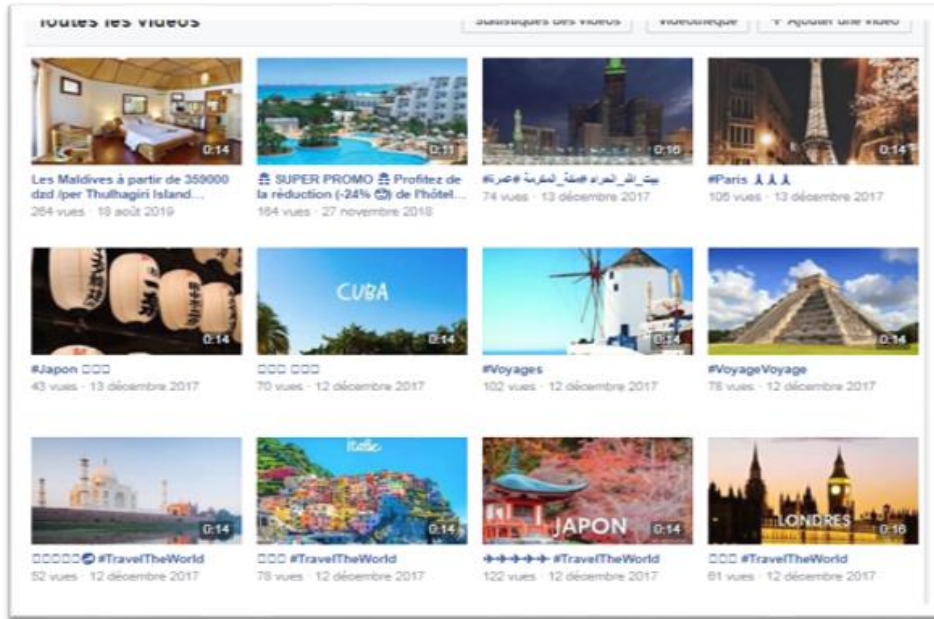 Toutes les vidéos
Statistiques des vidéos
Vidéothèque
+ Ajouter une vidéo
0:14
0:11
0:16
0:14
Les Maldives à partir de 359000
dzd /per Thulhagiri Island...
264 vues · 18 août 2019
SUPER PROMO Profitez de
la réduction (-24% ) de l'hôtel...
164 vues · 27 novembre 2018
#بيت_الله_الحرام #مكة_المكرمة #عمرة
74 vues · 13 décembre 2017
#Paris
105 vues · 13 décembre 2017
0:14
CUBA
0:14
0:14
0:14
#Japon
43 vues · 13 décembre 2017
70 vues · 12 décembre 2017
#Voyages
102 vues · 12 décembre 2017
#VoyageVoyage
78 vues · 12 décembre 2017
0:14
Italie
0:14
JAPON
0:14
LONDRES
0:16
#TravelTheWorld
52 vues · 12 décembre 2017
#TravelTheWorld
78 vues · 12 décembre 2017
#TravelTheWorld
122 vues · 12 décembre 2017
#TravelTheWorld
61 vues · 12 décembre 2017